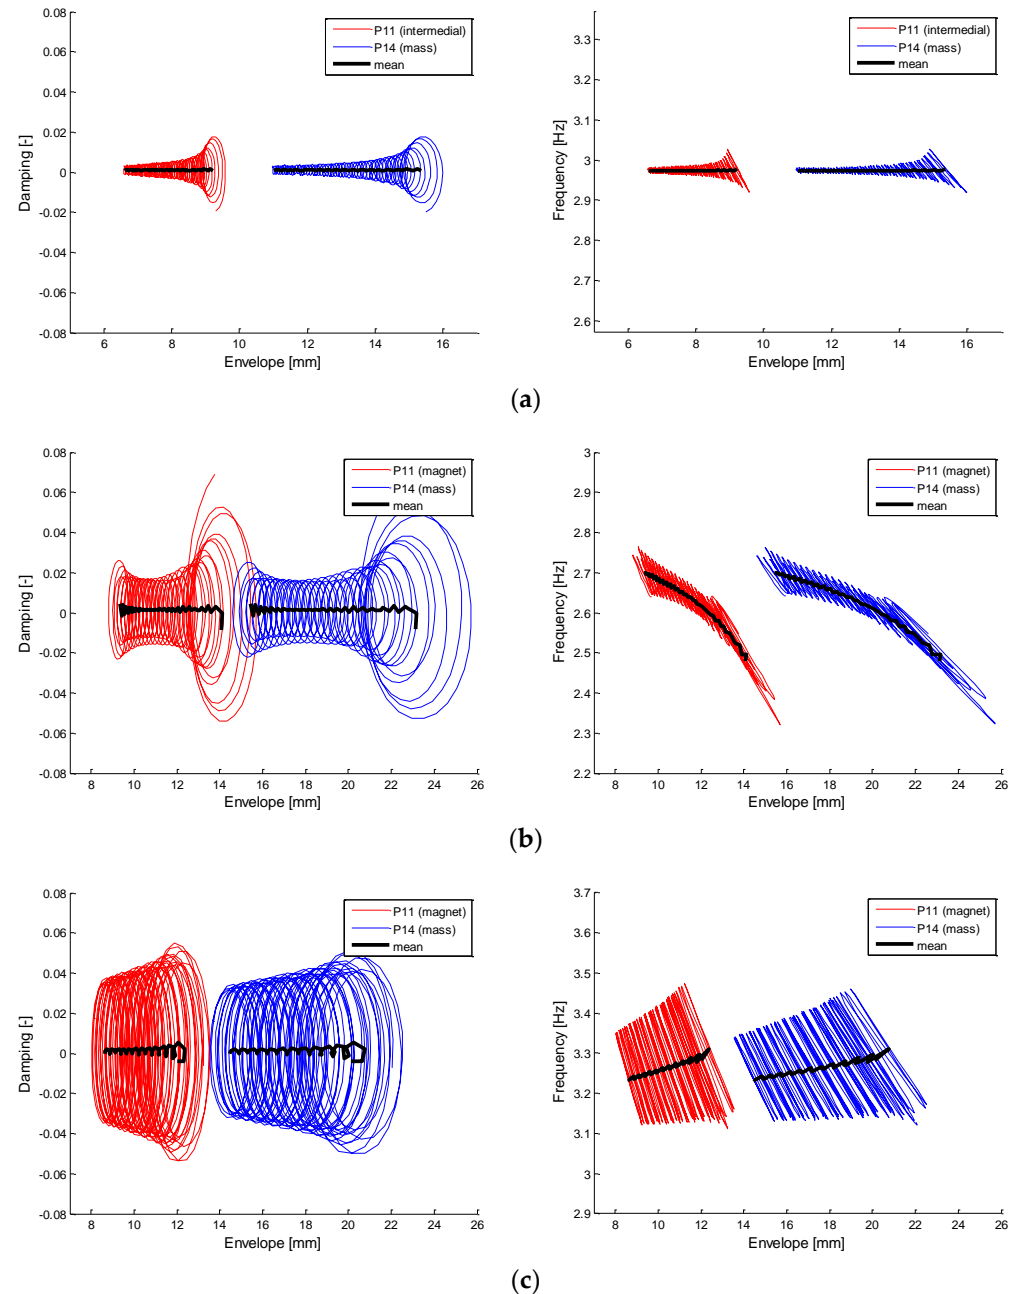 0.08
0.06
0.04
0.02
0
-0.02
-0.04
-0.06
-0.08
Damping [-]
6 8 10 12 14 16
Envelope [mm]
P11 (intermedial)
P14 (mass)
mean
3.3
3.2
3.1
3
2.9
2.8
2.7
2.6
Frequency [Hz]
6 8 10 12 14 16
Envelope [mm]
P11 (intermedial)
P14 (mass)
mean
(a)
0.08
0.06
0.04
0.02
0
-0.02
-0.04
-0.06
-0.08
Damping [-]
8 10 12 14 16 18 20 22 24 26
Envelope [mm]
P11 (magnet)
P14 (mass)
mean
3
2.9
2.8
2.7
2.6
2.5
2.4
2.3
2.2
Frequency [Hz]
8 10 12 14 16 18 20 22 24 26
Envelope [mm]
P11 (magnet)
P14 (mass)
mean
(b)
0.08
0.06
0.04
0.02
0
-0.02
-0.04
-0.06
-0.08
Damping [-]
8 10 12 14 16 18 20 22 24 26
Envelope [mm]
P11 (magnet)
P14 (mass)
mean
3.7
3.6
3.5
3.4
3.3
3.2
3.1
3
2.9
Frequency [Hz]
8 10 12 14 16 18 20 22 24 26
Envelope [mm]
P11 (magnet)
P14 (mass)
mean
(c)